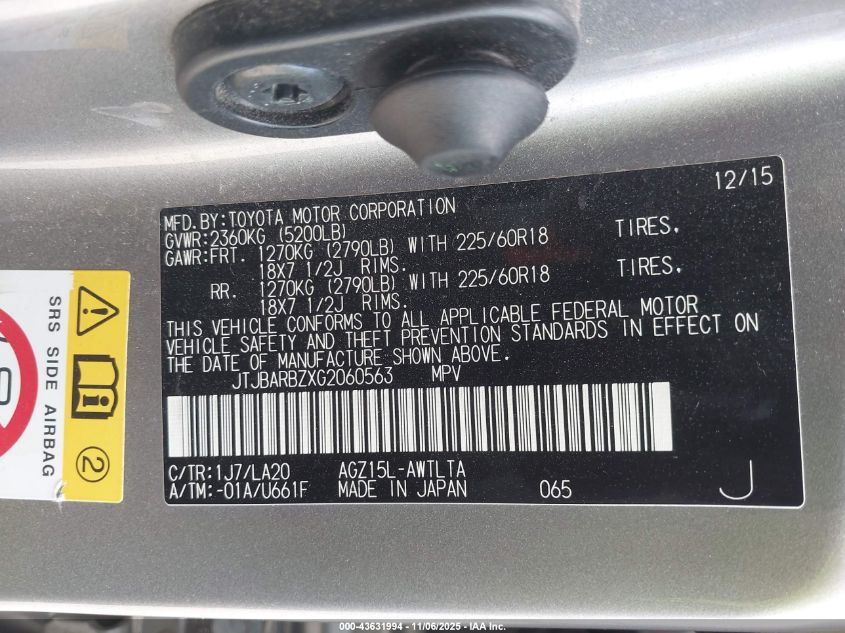 12/15
MFD.BY:TOYOTA MOTOR CORPORATION
GVWR:2360KG (5200LB)
GAWR:FRT. 1270KG (2790LB) WITH 225/60R18 TIRES.
18X7 1/2J RIMS.
RR. 1270KG (2790LB) WITH 225/60R18 TIRES.
18X7 1/2J RIMS.
THIS VEHICLE CONFORMS TO ALL APPLICABLE FEDERAL MOTOR
VEHICLE SAFETY AND THEFT PREVENTION STANDARDS IN EFFECT ON
THE DATE OF MANUFACTURE SHOWN ABOVE.
JTJBARBZXG2060563 MPV
C/TR:1J7/LA20 AGZ15L-AWTLTA
A/TM:-01A/U661F MADE IN JAPAN 065 J
SRS SIDE AIRBAG
2
000-43631994 - 11/06/2025 - IAA Inc.